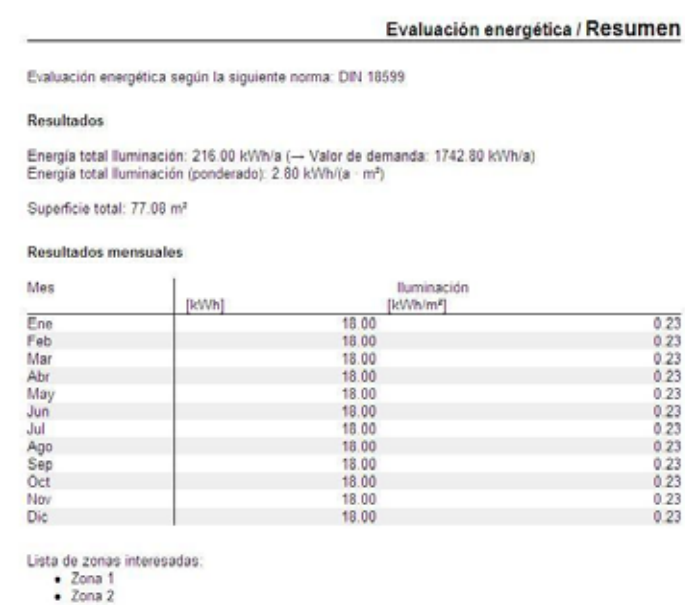 Evaluación energética / Resumen
Evaluación energética según la siguiente norma: DIN 18599
Resultados
Energía total Iluminación: 216.00 kWh/a (→ Valor de demanda: 1742.80 kWh/a)
Energía total Iluminación (ponderado): 2.80 kWh/(a · m²)
Superficie total: 77.08 m²
Resultados mensuales
Mes Iluminación
[kWh] [kWh/m²]
Ene 18.00 0.23
Feb 18.00 0.23
Mar 18.00 0.23
Abr 18.00 0.23
May 18.00 0.23
Jun 18.00 0.23
Jul 18.00 0.23
Ago 18.00 0.23
Sep 18.00 0.23
Oct 18.00 0.23
Nov 18.00 0.23
Dic 18.00 0.23
Lista de zonas interesadas:
• Zona 1
• Zona 2